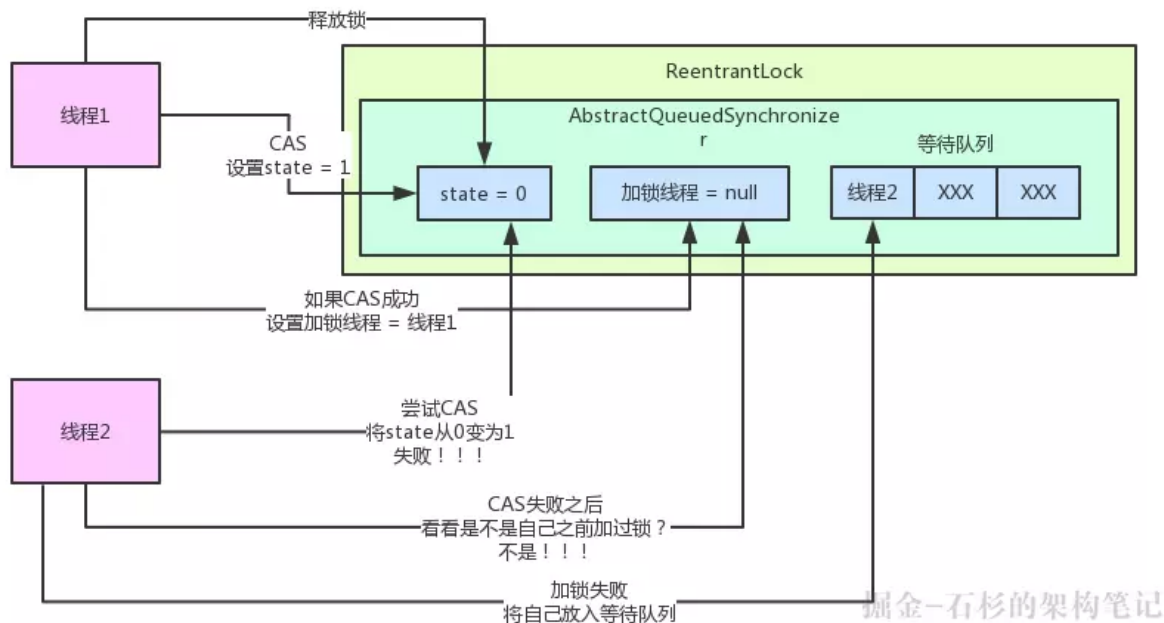 释放锁
ReentrantLock
线程1
AbstractQueuedSynchronize
r
CAS
设置state = 1
等待队列
state = 0
加锁线程 = null
线程2
XXX
XXX
如果CAS成功
设置加锁线程 = 线程1
线程2
尝试CAS
将state从0变为1
失败！！！
CAS失败之后
看看是不是自己之前加过锁？
不是！！！
加锁失败
将自己放入等待队列
掘金-石杉的架构笔记